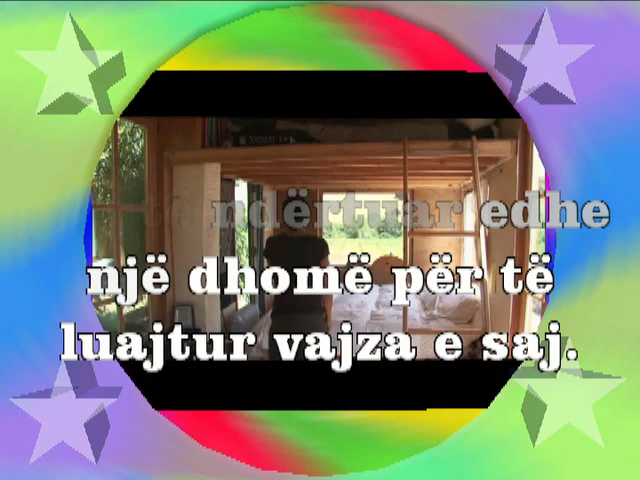 ndërtuar edhe
një dhomë për të
luajtur vajza e saj.